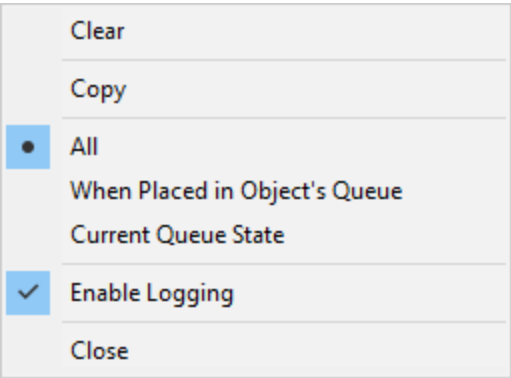 Clear
Copy
All
When Placed in Object's Queue
Current Queue State
Enable Logging
Close